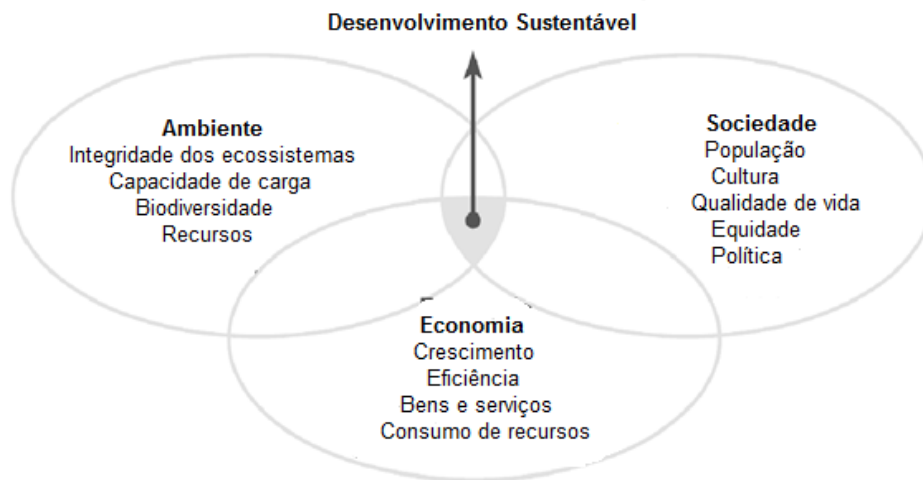 Desenvolvimento Sustentável
Ambiente
Integridade dos ecossistemas
Capacidade de carga
Biodiversidade
Recursos
Sociedade
População
Cultura
Qualidade de vida
Equidade
Política
Economia
Crescimento
Eficiência
Bens e serviços
Consumo de recursos